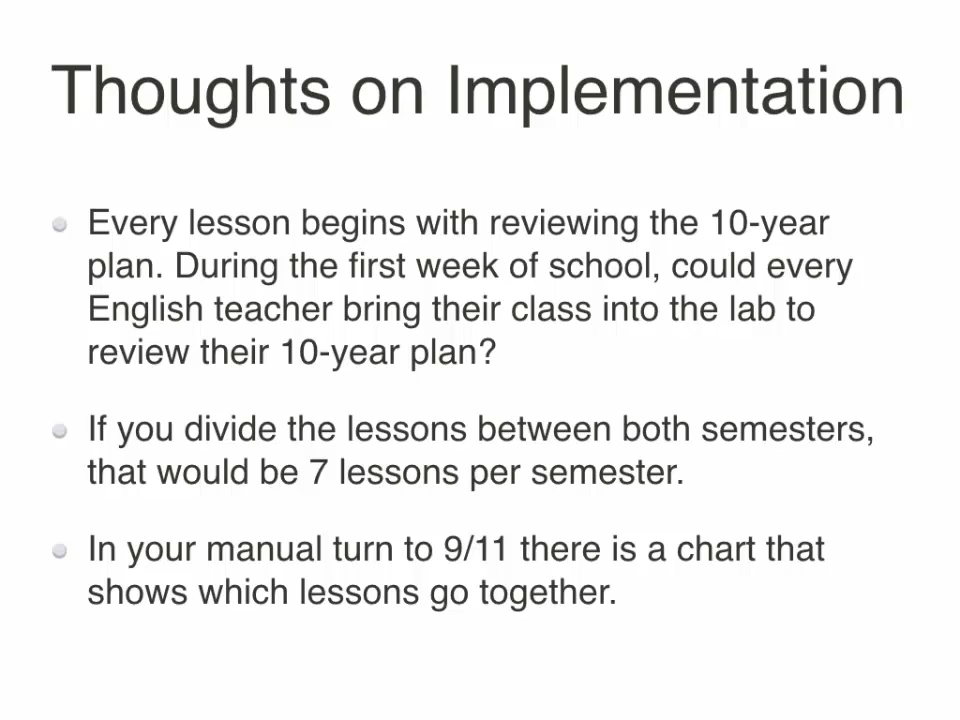 Thoughts on Implementation
Every lesson begins with reviewing the 10-year
plan. During the first week of school, could every
English teacher bring their class into the lab to
review their 10-year plan?
If you divide the lessons between both semesters,
that would be 7 lessons per semester.
In your manual turn to 9/11 there is a chart that
shows which lessons go together.